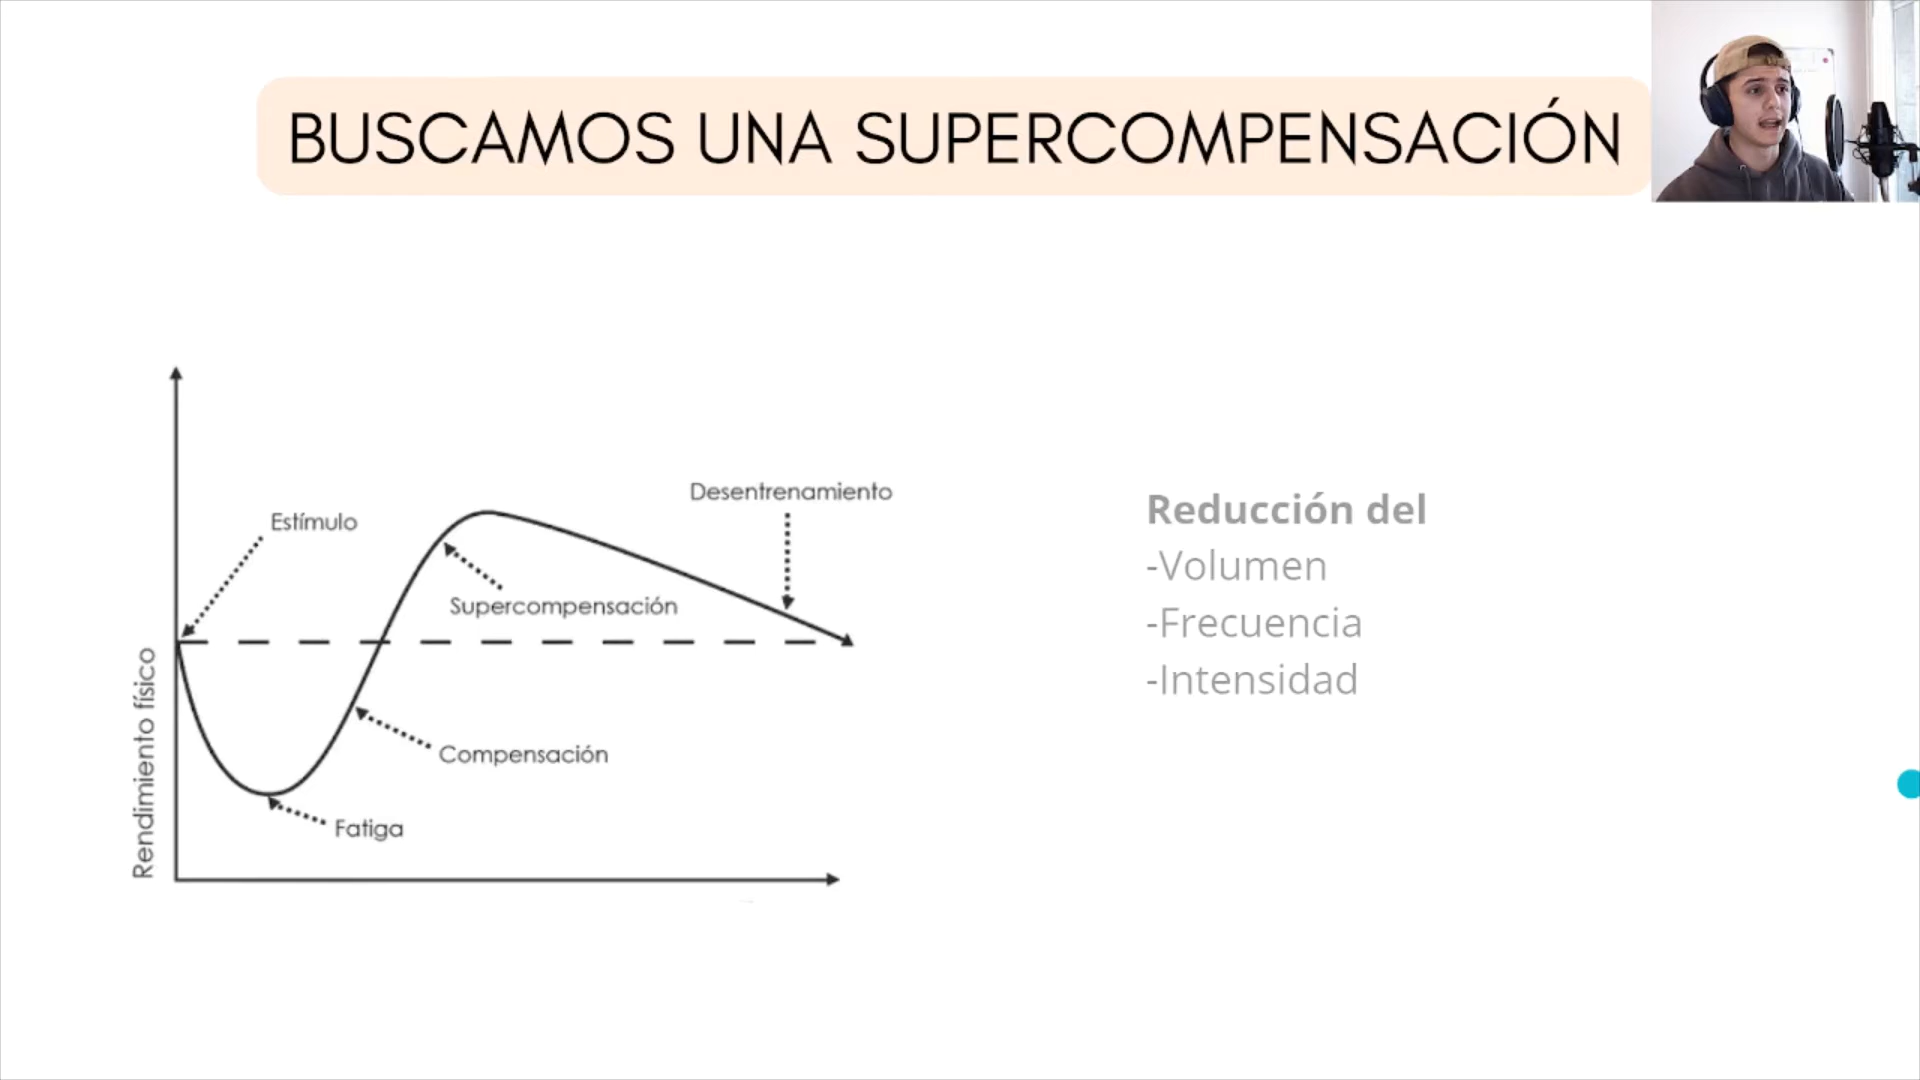 BUSCAMOS UNA SUPERCOMPENSACIÓN
Desentrenamiento
Estímulo
Supercompensación
Compensación
Fatiga
Rendimiento físico
Reducción del
-Volumen
-Frecuencia
-Intensidad